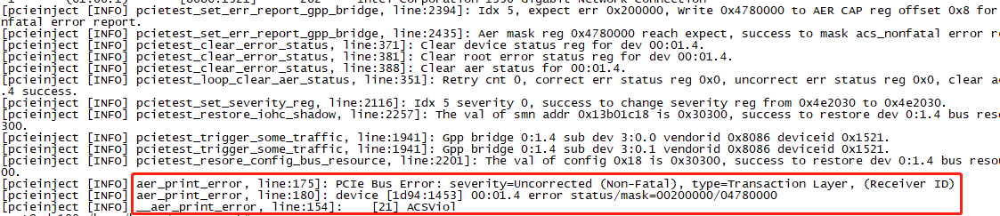 (01:00.1) [8086:1521] 202 Intel Corporation I350 Gigabit Network Connection
[pcieinject [INFO] pcietest_set_err_report_gpp_bridge, line:2394]: Idx 5, expect err 0x200000, Write 0x4780000 to AER CAP reg offset 0x8 for
nfatal error report.
[pcieinject [INFO] pcietest_set_err_report_gpp_bridge, line:2435]: Aer mask reg 0x4780000 reach expect, success to mask acs_nonfatal error re
[pcieinject [INFO] pcietest_clear_error_status, line:371]: Clear device status reg for dev 00:01.4.
[pcieinject [INFO] pcietest_clear_error_status, line:381]: Clear root error status reg for dev 00:01.4.
[pcieinject [INFO] pcietest_clear_error_status, line:388]: Clear aer status for 00:01.4.
[pcieinject [INFO] pcietest_loop_clear_aer_status, line:351]: Retry cnt 0, correct err status reg 0x0, uncorrect err status reg 0x0, clear ae
.4 success.
[pcieinject [INFO] pcietest_set_severity_reg, line:2116]: Idx 5 severity 0, success to change severity reg from 0x4e2030 to 0x4e2030.
[pcieinject [INFO] pcietest_restore_iohc_shadow, line:2257]: The val of smn addr 0x13b01c18 is 0x30300, success to restore dev 0:1.4 bus reso
300.
[pcieinject [INFO] pcietest_trigger_some_traffic, line:1941]: Gpp bridge 0:1.4 sub dev 3:0.0 vendorid 0x8086 deviceid 0x1521.
[pcieinject [INFO] pcietest_trigger_some_traffic, line:1941]: Gpp bridge 0:1.4 sub dev 3:0.1 vendorid 0x8086 deviceid 0x1521.
[pcieinject [INFO] pcietest_resore_config_bus_resource, line:2201]: The val of config 0x18 is 0x30300, success to restore dev 0:1.4 bus resou
00.
[pcieinject [INFO] aer_print_error, line:175]: PCIe Bus Error: severity=Uncorrected (Non-Fatal), type=Transaction Layer, (Receiver ID)
[pcieinject [INFO] aer_print_error, line:180]: device [1d94:1453] 00:01.4 error status/mask=00200000/04780000
[pcieinject [INFO] __aer_print_error, line:154]: [21] ACSViol